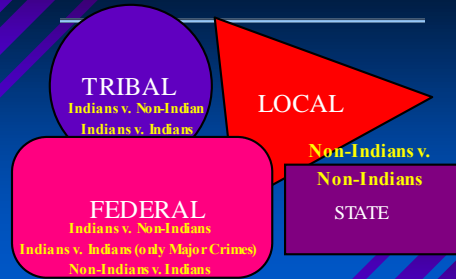 TRIBAL
Indians v. Non-Indian
Indians v. Indians
LOCAL
Non-Indians v.
Non-Indians
STATE
FEDERAL
Indians v. Non-Indians
Indians v. Indians (only Major Crimes)
Non-Indians v. Indians